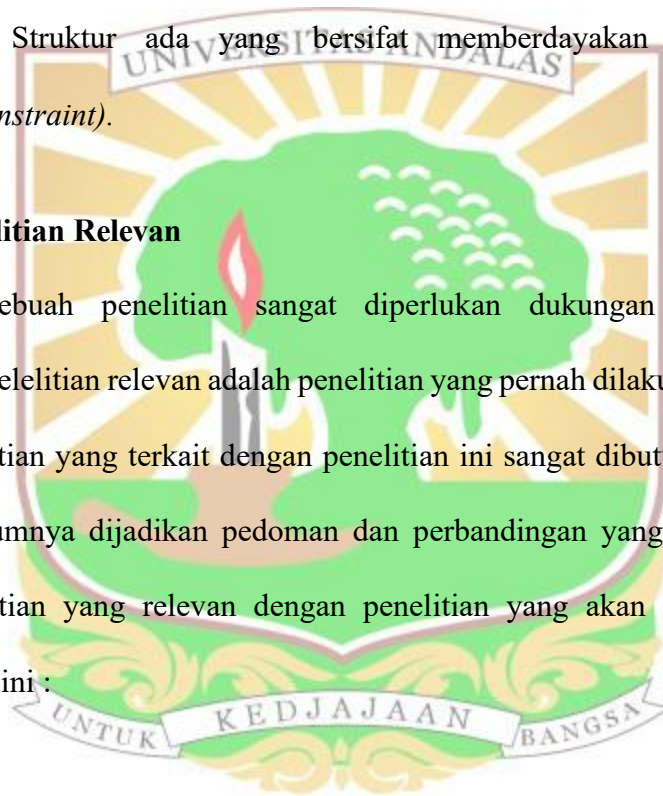 Struktur ada yang bersifat memberdayakan
UNIVERSITAS ANDALAS
nstraint).
litian Relevan
ebuah penelitian sangat diperlukan dukungan
elelitian relevan adalah penelitian yang pernah dilaku
tian yang terkait dengan penelitian ini sangat dibut
umnya dijadikan pedoman dan perbandingan yang
tian yang relevan dengan penelitian yang akan
ini :
UNTUK KEDJAJAAN BANGSA